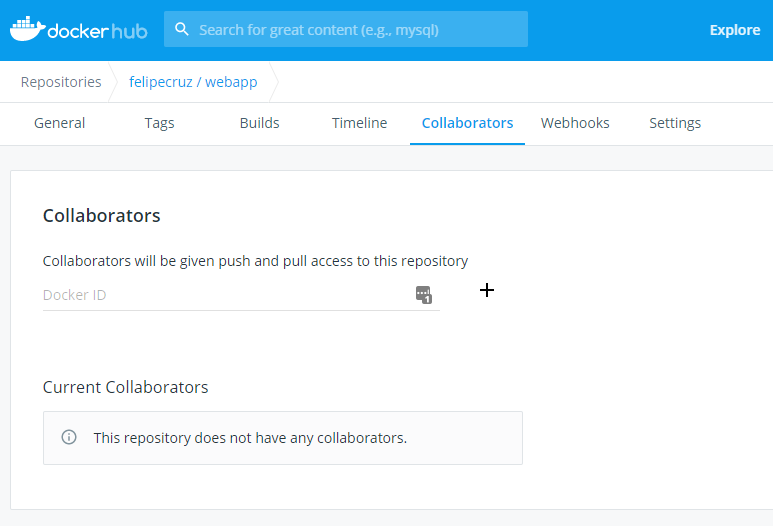 dockerhub
Search for great content (e.g., mysql)
Explore
Repositories
felipecruz / webapp
General
Tags
Builds
Timeline
Collaborators
Webhooks
Settings
Collaborators
Collaborators will be given push and pull access to this repository
Docker ID
1
Current Collaborators
This repository does not have any collaborators.